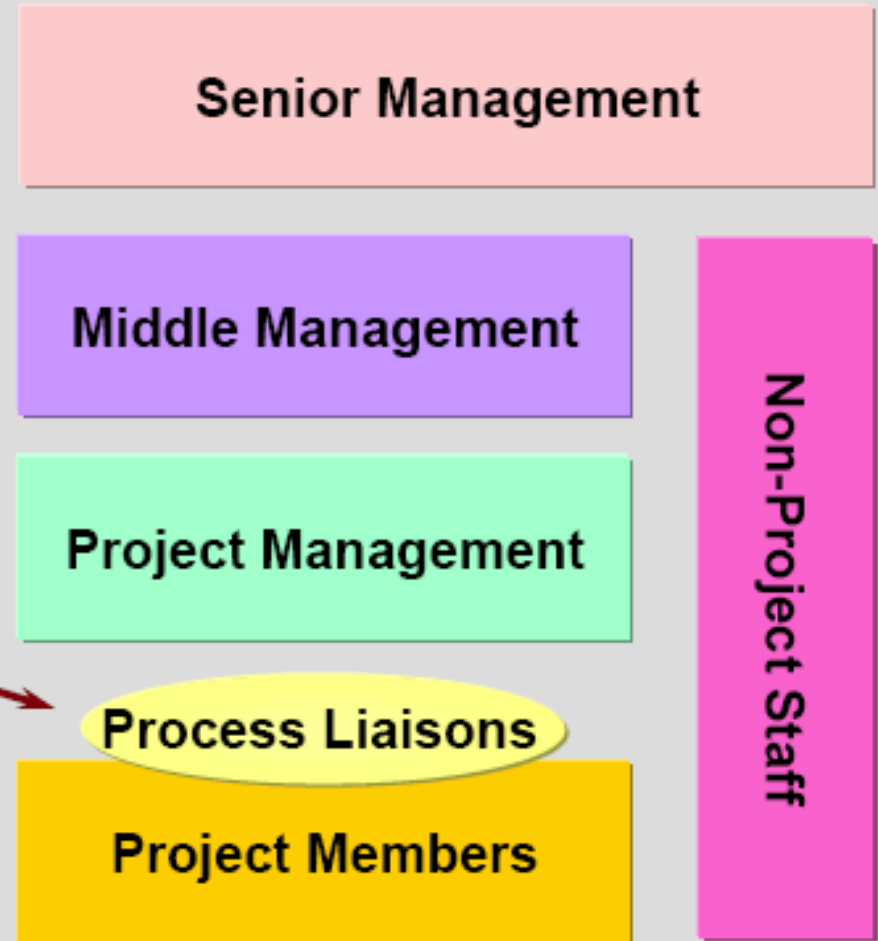 Senior Management
Middle Management
Project Management
Process Liaisons
Project Members
Non-Project Staff